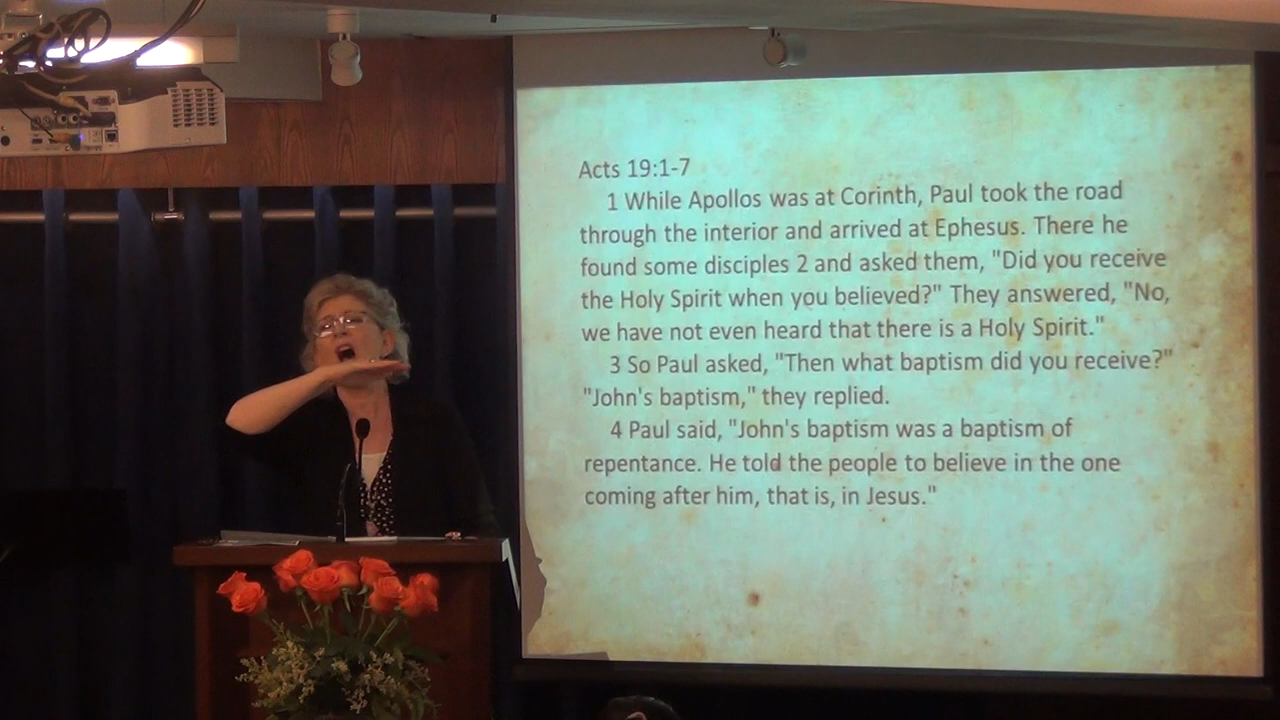 Acts 19:1-7
1 While Apollos was at Corinth, Paul took the road
through the interior and arrived at Ephesus. There he
found some disciples 2 and asked them, "Did you receive
the Holy Spirit when you believed?" They answered, "No,
we have not even heard that there is a Holy Spirit."
3 So Paul asked, "Then what baptism did you receive?"
"John's baptism," they replied.
4 Paul said, "John's baptism was a baptism of
repentance. He told the people to believe in the one
coming after him, that is, in Jesus."